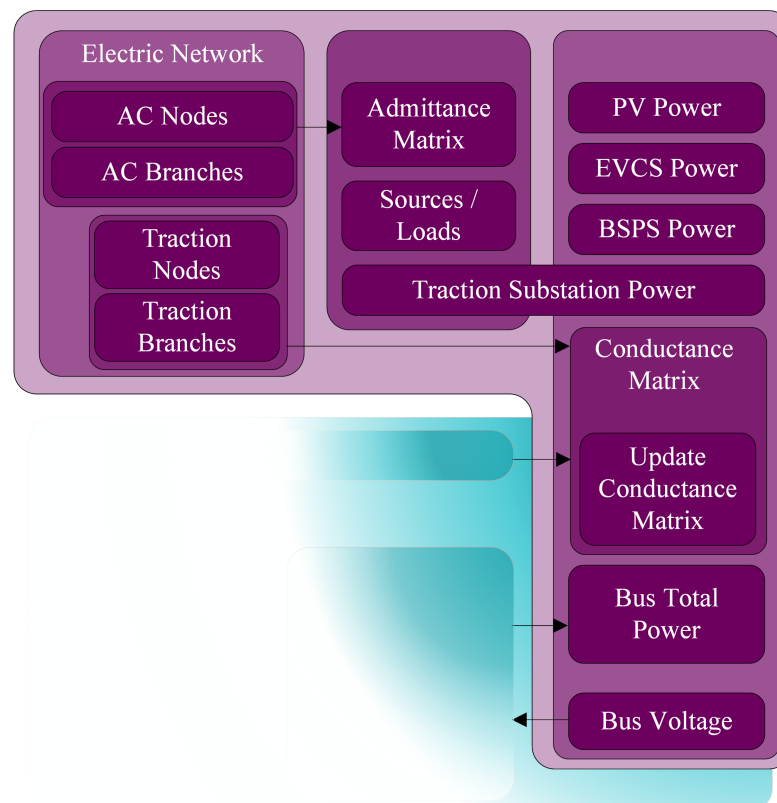 Electric Network
AC Nodes
AC Branches
Traction
Nodes
Traction
Branches
Admittance
Matrix
Sources /
Loads
Traction Substation Power
PV Power
EVCS Power
BSPS Power
Conductance
Matrix
Update
Conductance
Matrix
Bus Total
Power
Bus Voltage